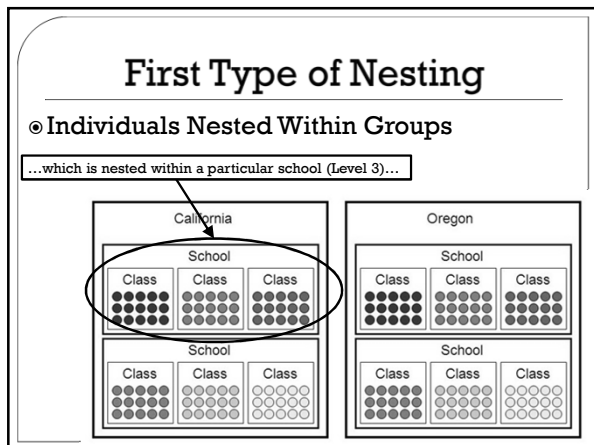 First Type of Nesting
Individuals Nested Within Groups
…which is nested within a particular school (Level 3)…
California
School
Class Class Class
School
Class Class Class
Oregon
School
Class Class Class
School
Class Class Class